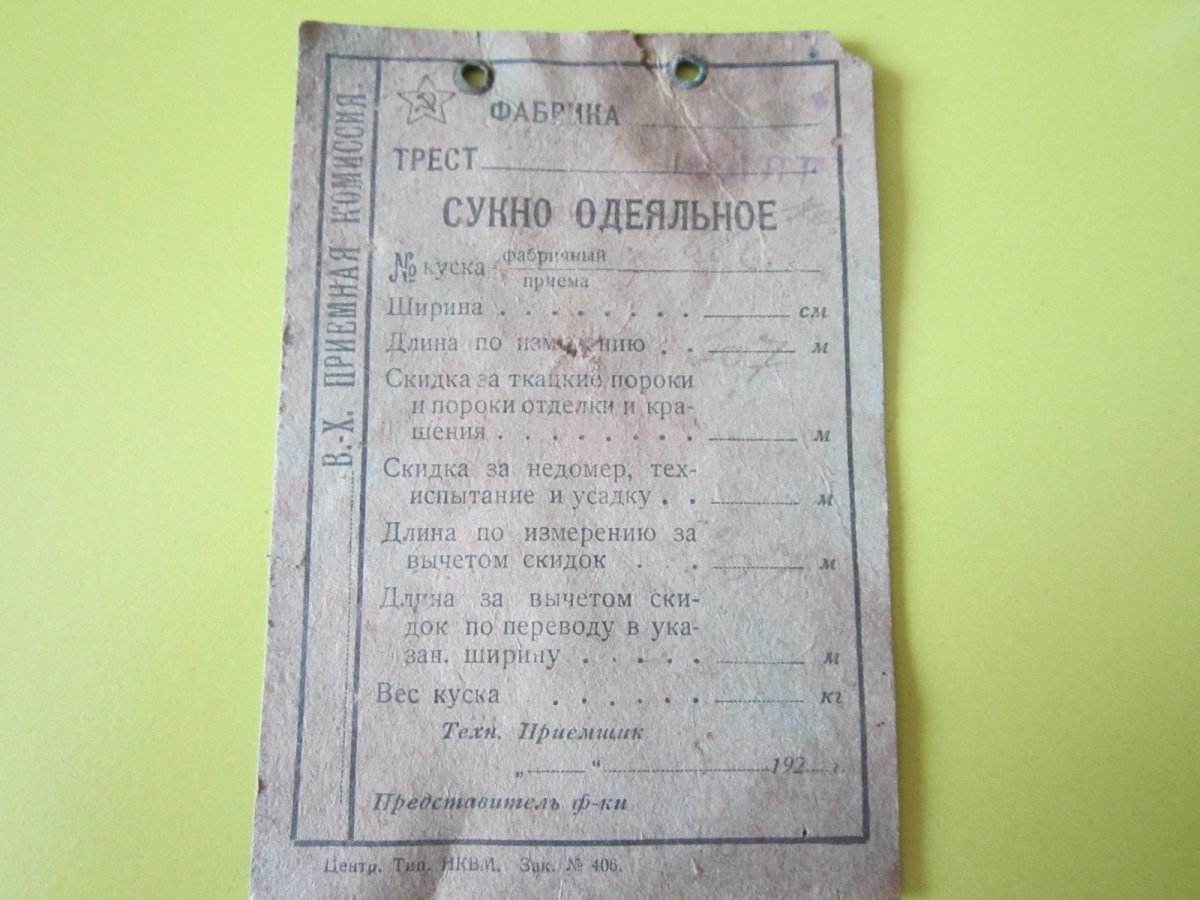 В.-Х. ПРИЕМНАЯ КОМИССИЯ.
ФАБРИКА
ТРЕСТ
СУКНО ОДЕЯЛЬНОЕ
№ куска фабричный
приема
Ширина . . . . . . . . см
Длина по измерению . . м
Скидка за ткацкие пороки
и пороки отделки и кра-
шения . . . . . . . . м
Скидка за недомер, тех-
испытание и усадку . . м
Длина по измерению за
вычетом скидок . . . м
Длина за вычетом ски-
док по переводу в ука-
зан. ширину . . . . . м
Вес куска . . . . . . кг
Техн. Приемщик
„ “ 192 г.
Представитель ф-ки
Центр. Тип. НКВМ. Зак. № 406.